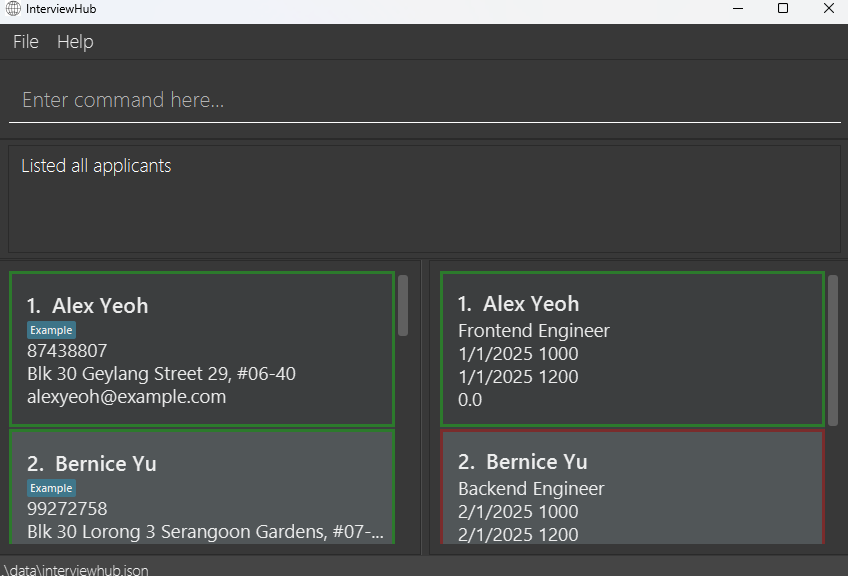 InterviewHub
File Help
Enter command here...
Listed all applicants
1. Alex Yeoh
Example
87438807
Blk 30 Geylang Street 29, #06-40
alexyeoh@example.com
2. Bernice Yu
Example
99272758
Blk 30 Lorong 3 Serangoon Gardens, #07-...
1. Alex Yeoh
Frontend Engineer
1/1/2025 1000
1/1/2025 1200
0.0
2. Bernice Yu
Backend Engineer
2/1/2025 1000
2/1/2025 1200
.\data\interviewhub.json